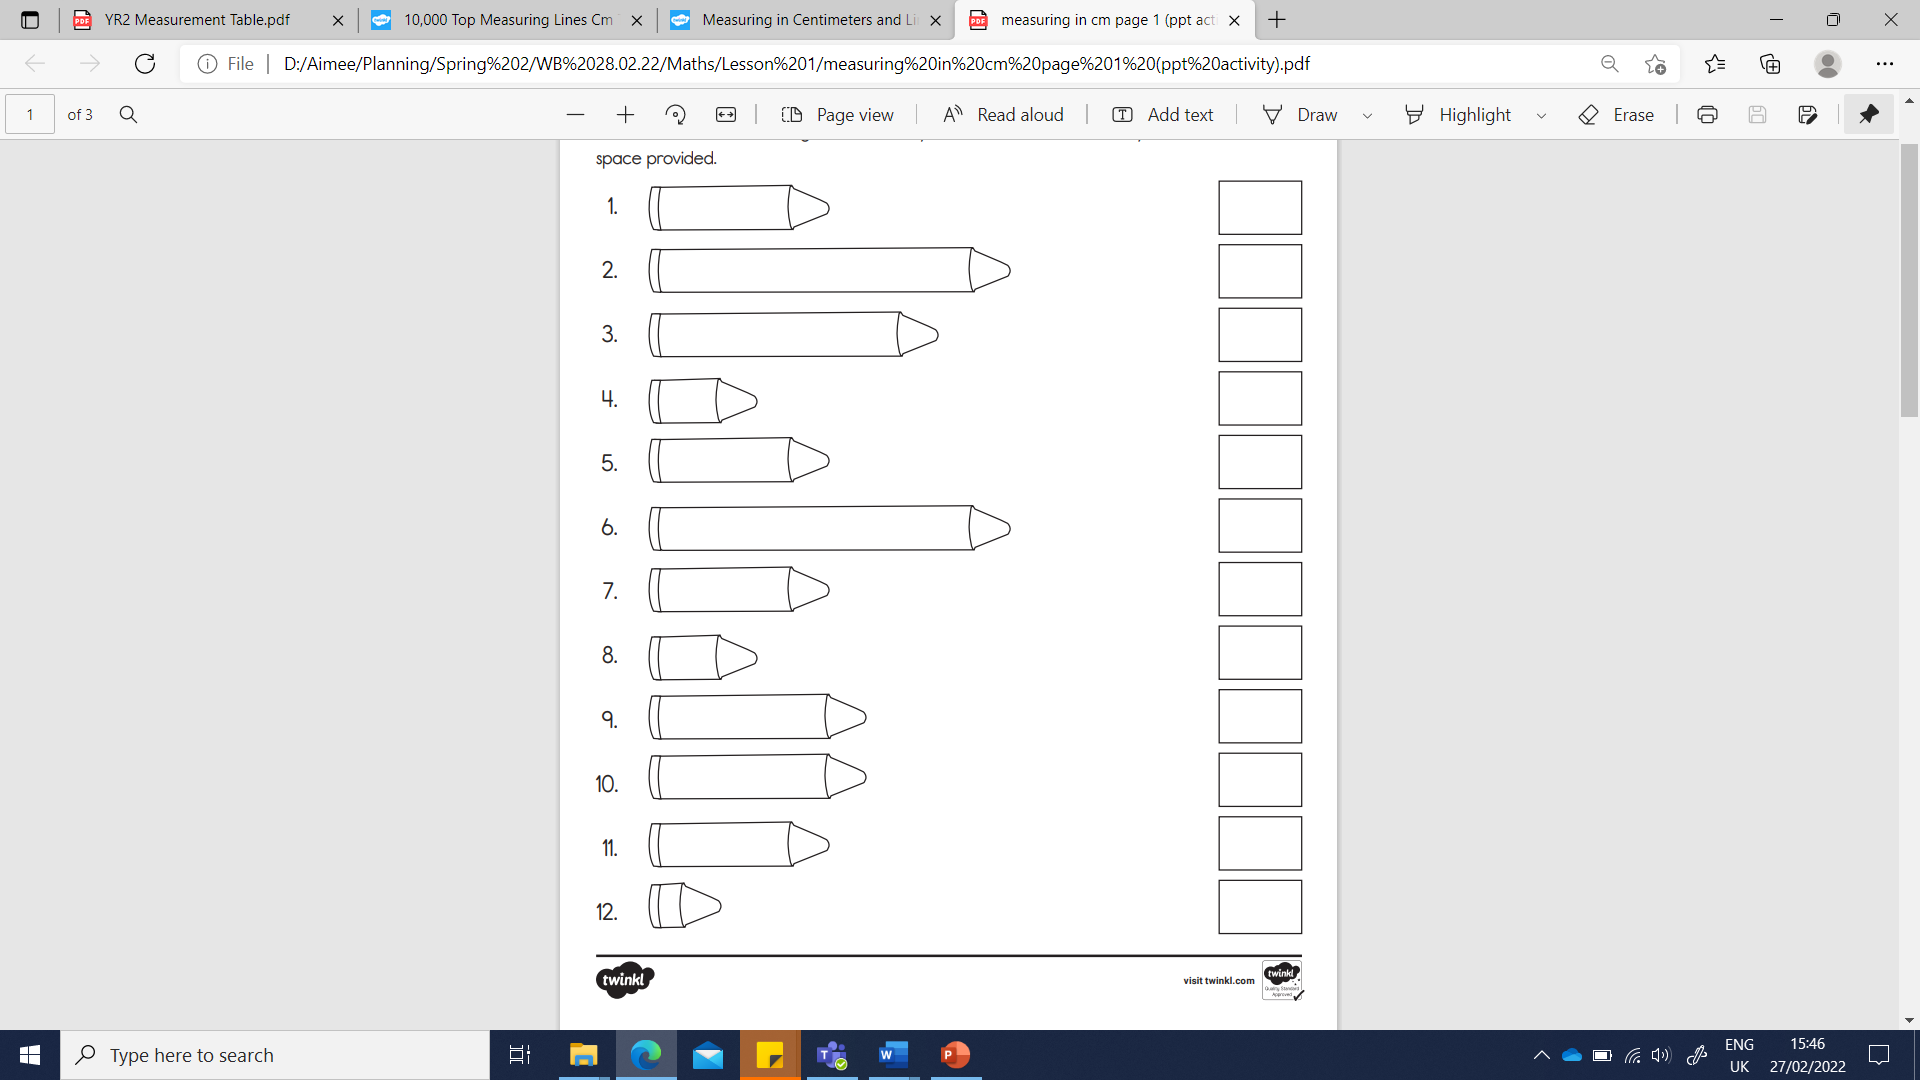 YR2 Measurement Table.pdf
10,000 Top Measuring Lines Cm
Measuring in Centimeters and
measuring in cm page 1 (ppt
File
D:/Aimee/Planning/Spring%202/WB%2028.02.22/Maths/Lesson%201/measuring%20in%20cm%20page%201%20(ppt%20activity).pdf
1 of 3
Page view
Read aloud
Add text
Draw
Highlight
Erase
space provided.
1.
2.
3.
4.
5.
6.
7.
8.
9.
10.
11.
12.
twinkl
visit twinkl.com
twinkl
Quality Standard
Approved
Type here to search
ENG
UK
15:46
27/02/2022